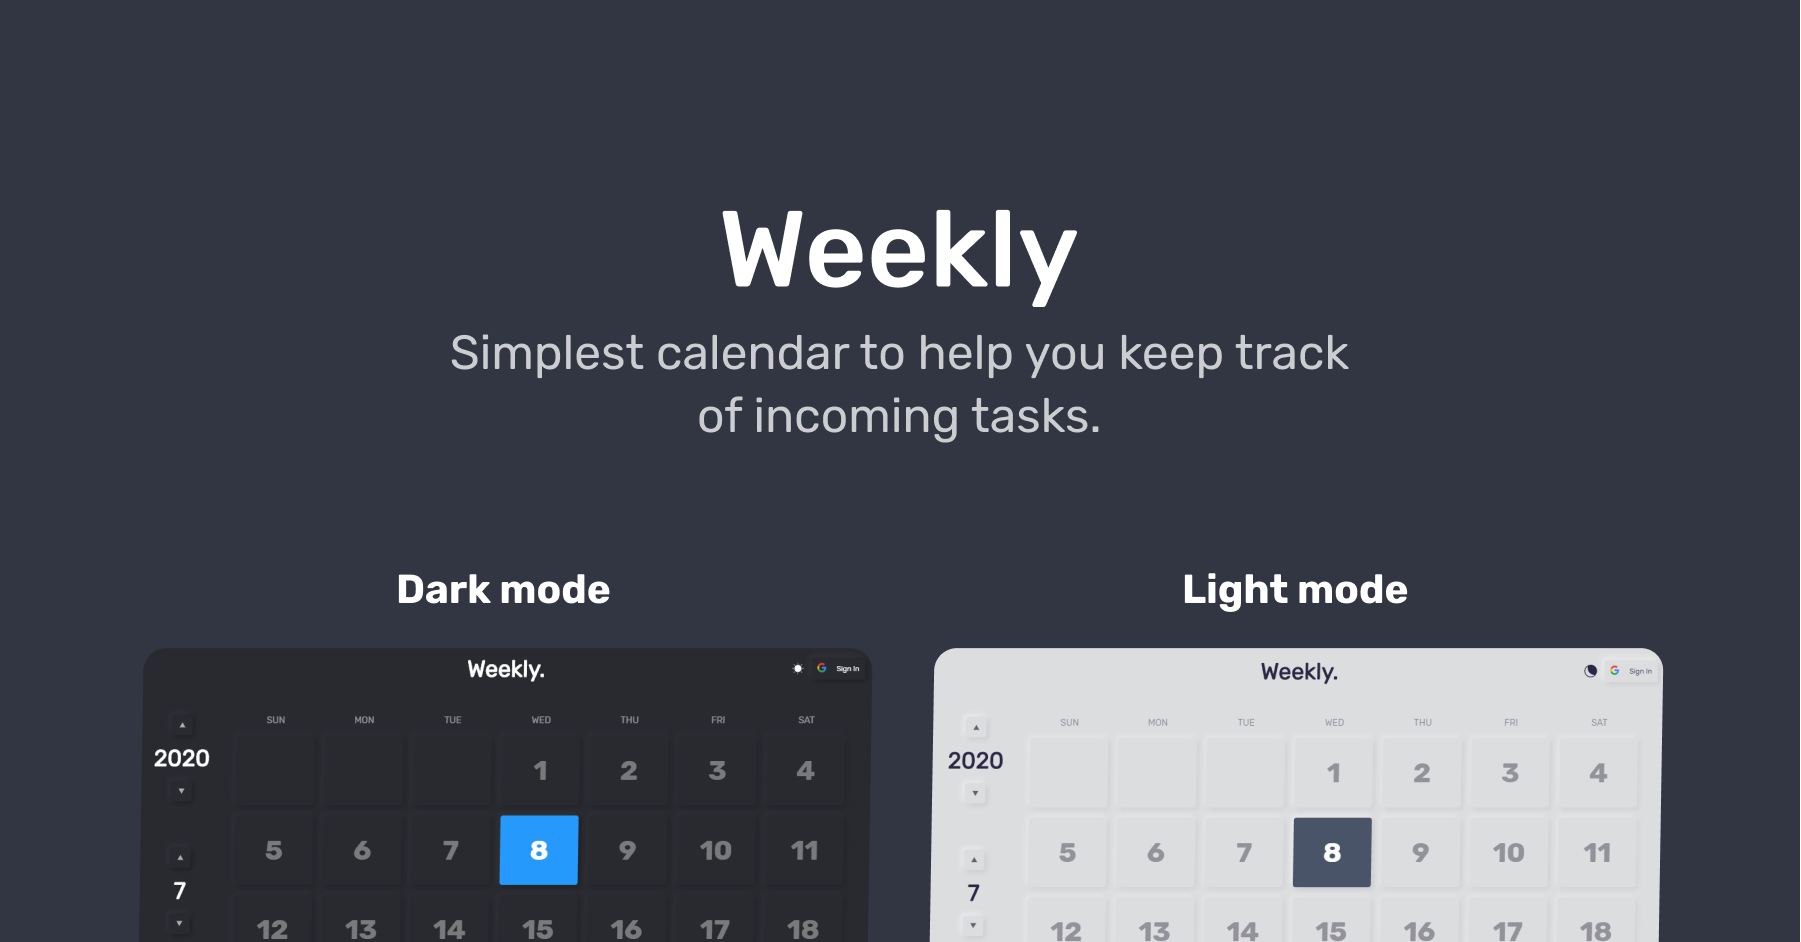 Weekly
Simplest calendar to help you keep track
of incoming tasks.
Dark mode
Weekly.
Sign In
SUN MON TUE WED THU FRI SAT
2020
1 2 3 4
5 6 7 8 9 10 11
7
12 13 14 15 16 17 18
Light mode
Weekly.
Sign In
SUN MON TUE WED THU FRI SAT
2020
1 2 3 4
5 6 7 8 9 10 11
7
12 13 14 15 16 17 18